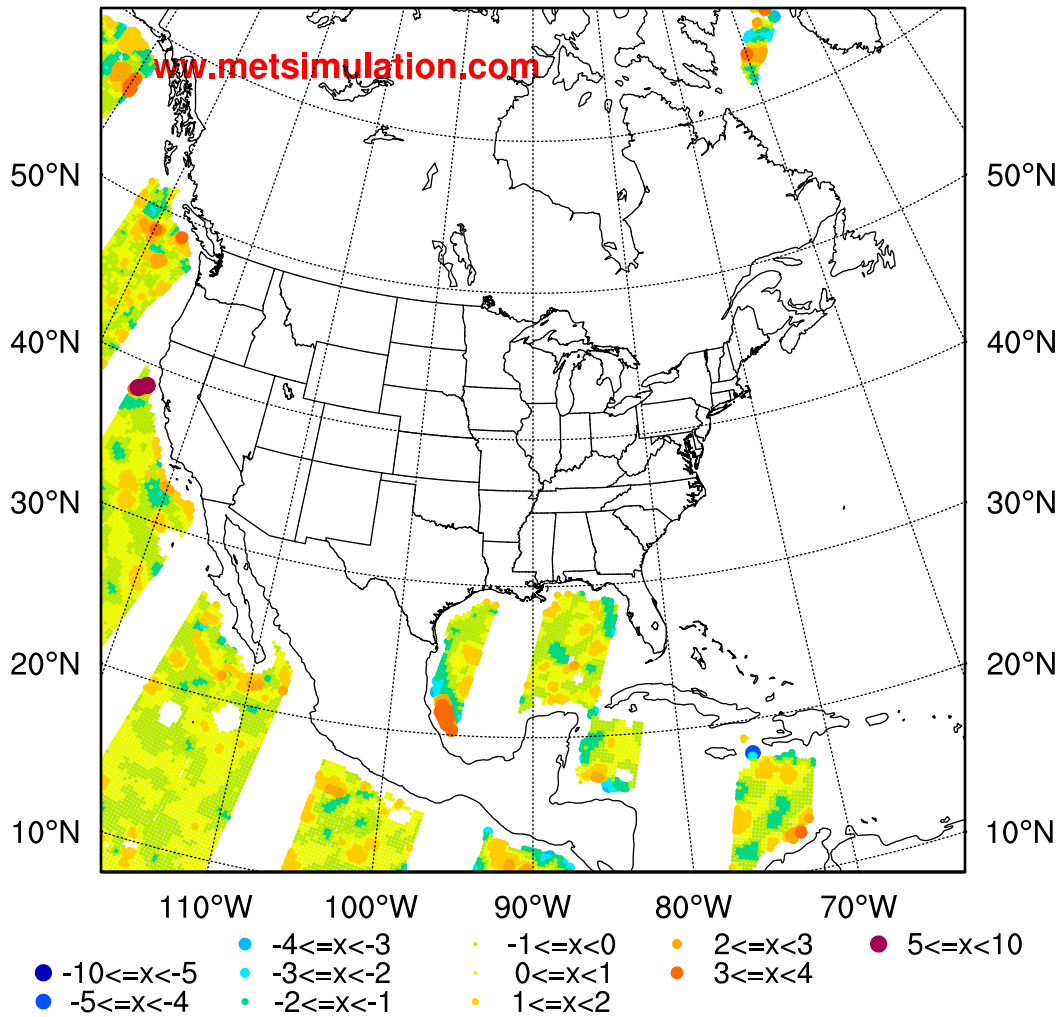 ww.metsimulation.com
50°N 50°N
40°N 40°N
30°N 30°N
20°N 20°N
10°N 10°N
110°W 100°W 90°W 80°W 70°W
-4<=x<-3 -1<=x<0 2<=x<3 5<=x<10
-10<=x<-5 -3<=x<-2 0<=x<1 3<=x<4
-5<=x<-4 -2<=x<-1 1<=x<2